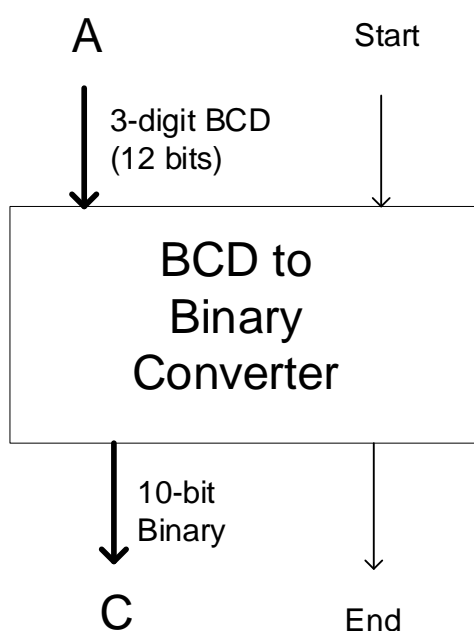 A
Start
3-digit BCD
(12 bits)
BCD to
Binary
Converter
10-bit
Binary
C
End